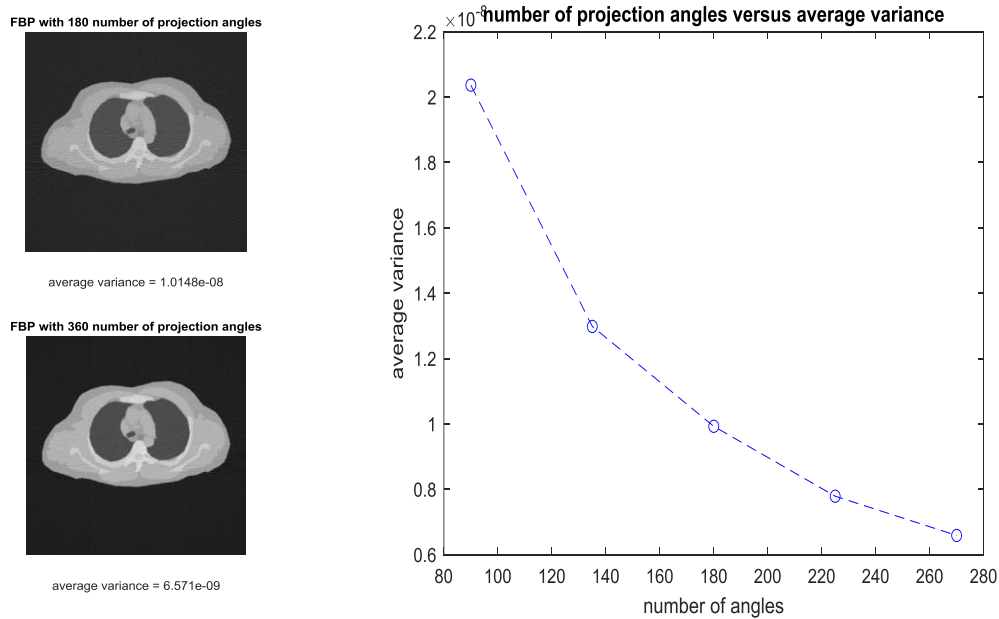 FBP with 180 number of projection angles
average variance = 1.0148e-08
FBP with 360 number of projection angles
average variance = 6.571e-09
×10⁻⁸
number of projection angles versus average variance
2.2
2
1.8
1.6
1.4
1.2
1
0.8
0.6
average variance
80 100 120 140 160 180 200 220 240 260 280
number of angles